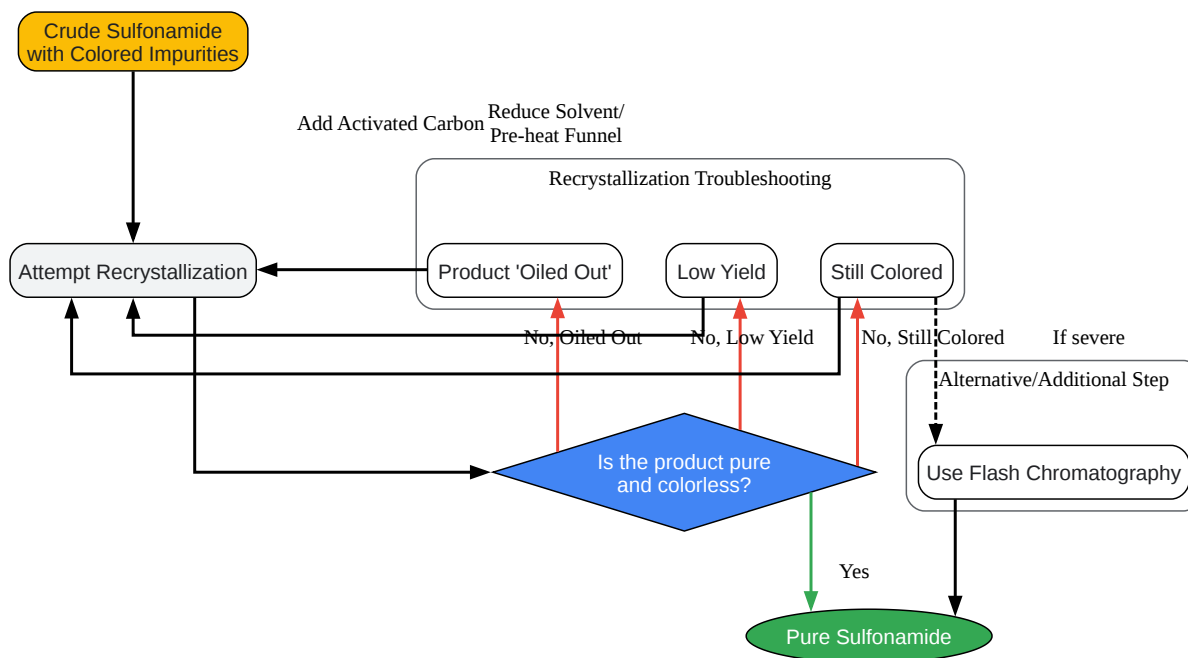 Crude Sulfonamide
with Colored Impurities
Add Activated Carbon
Reduce Solvent/
Pre-heat Funnel
Recrystallization Troubleshooting
Attempt Recrystallization
Product 'Oiled Out'
Low Yield
Still Colored
No, Oiled Out
No, Low Yield
No, Still Colored
If severe
Alternative/Additional Step
Is the product pure
and colorless?
Use Flash Chromatography
Yes
Pure Sulfonamide